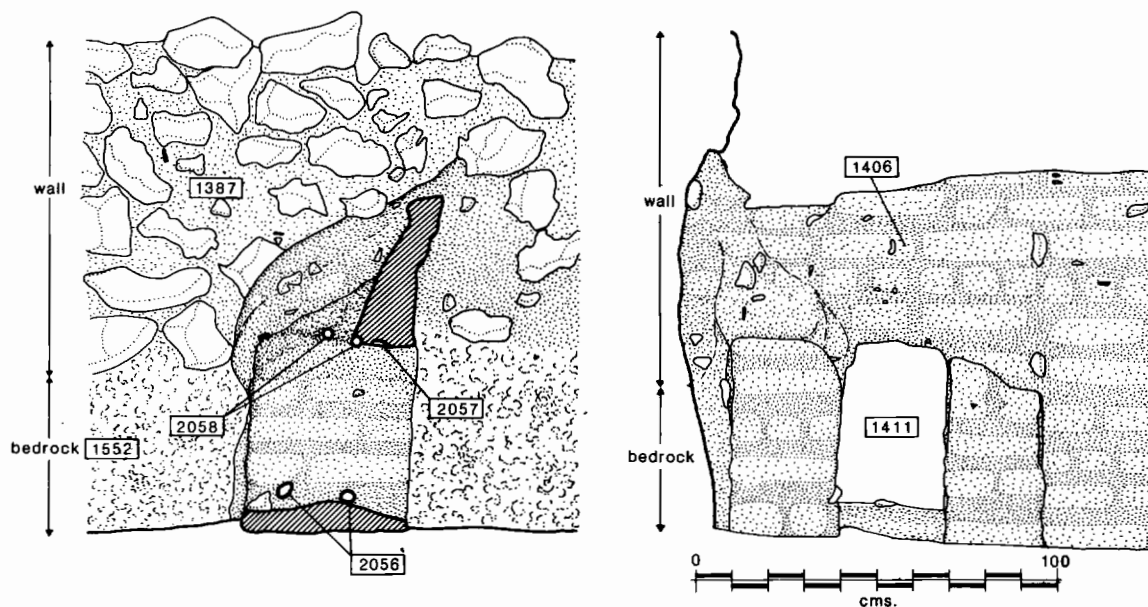 wall
1387
bedrock 1552
2058
2057
2056
wall
1406
1411
bedrock
0 100
cms.